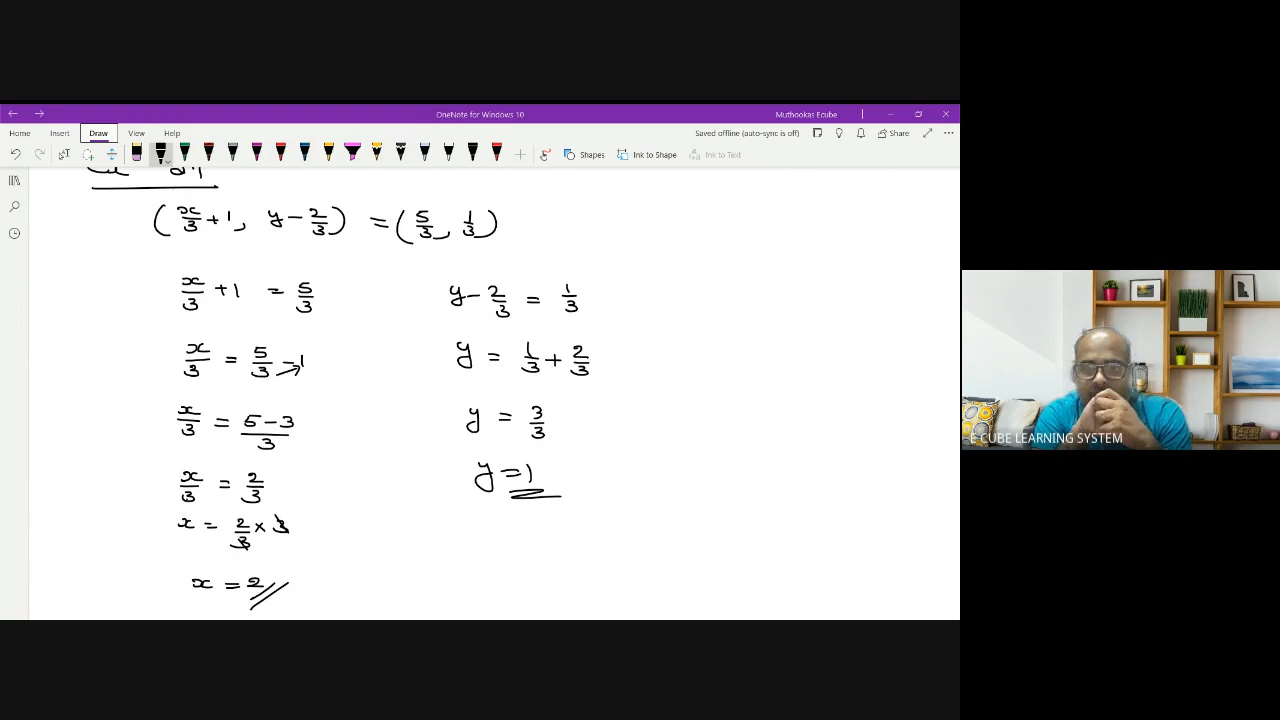 OneNote for Windows 10
Muthookas Ecube
Home Insert Draw View Help
Saved offline (auto-sync is off)
Share
Shapes
Ink to Shape
Ink to Text
(x/3 + 1, y - 2/3) = (5/3, 1/3)
x/3 + 1 = 5/3
x/3 = 5/3 - 1
x/3 = (5 - 3)/3
x/3 = 2/3
x = 2/3 × 3
x = 2
y - 2/3 = 1/3
y = 1/3 + 2/3
y = 3/3
y = 1
E CUBE LEARNING SYSTEM